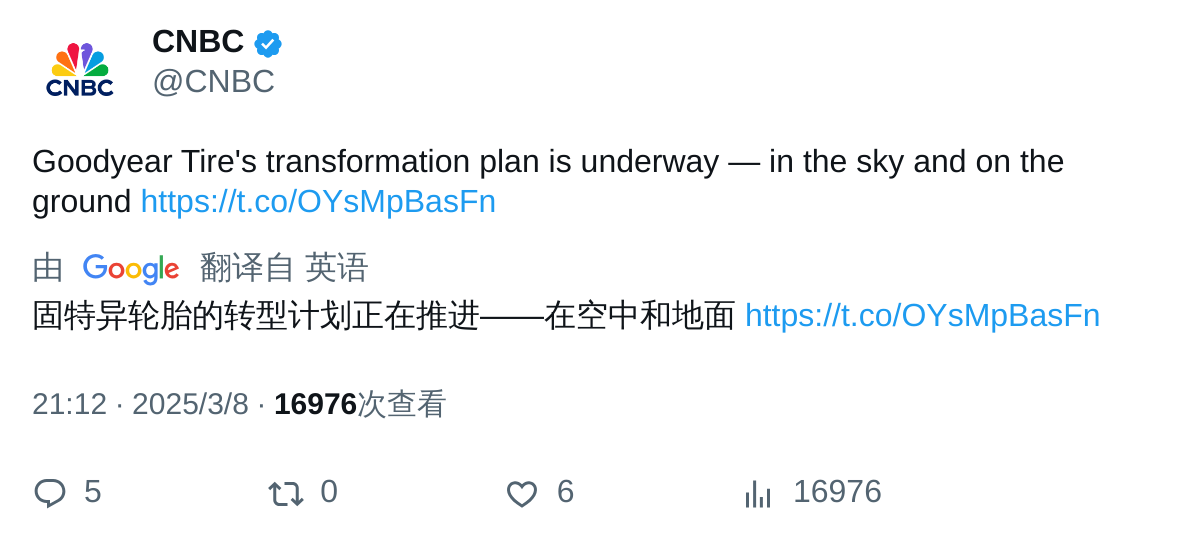 CNBC
CNBC
@CNBC
Goodyear Tire's transformation plan is underway — in the sky and on the
ground https://t.co/OYsMpBasFn
由 Google 翻译自 英语
固特异轮胎的转型计划正在推进——在空中和地面 https://t.co/OYsMpBasFn
21:12 · 2025/3/8 · 16976次查看
5 0 6 16976